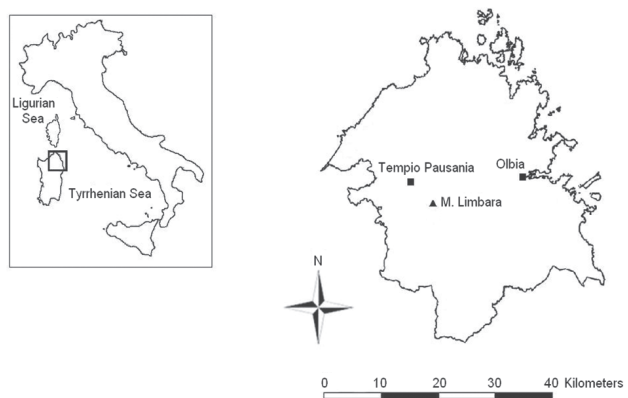 Ligurian
Sea
Tyrrhenian Sea
Tempio Pausania
Olbia
M. Limbara
N
0 10 20 30 40 Kilometers